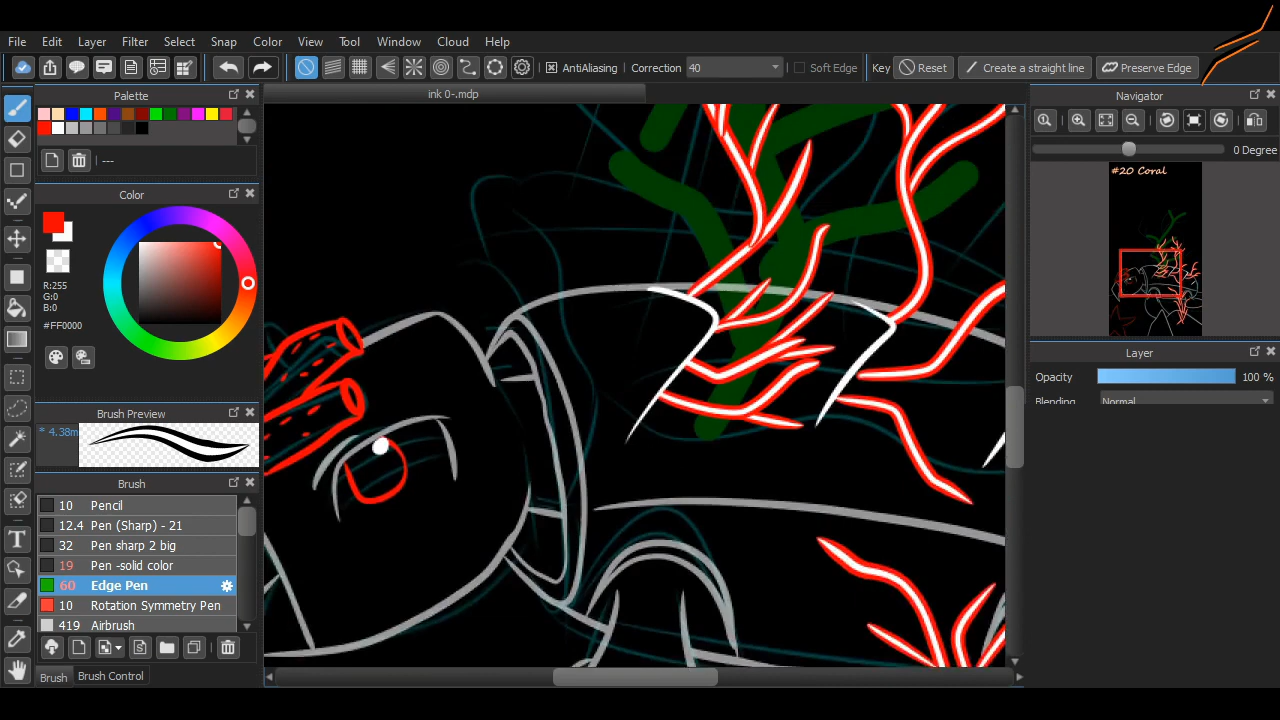 File Edit Layer Filter Select Snap Color View Tool Window Cloud Help
AntiAliasing Correction 40 Soft Edge Key Reset Create a straight line Preserve Edge
Palette
ink 0-.mdp
Navigator
---
0 Degree
#20 Coral
Color
R:255
G:0
B:0
#FF0000
Layer
Opacity 100 %
Blending Normal
Brush Preview
* 4.38m
Brush
10 Pencil
12.4 Pen (Sharp) - 21
32 Pen sharp 2 big
19 Pen -solid color
60 Edge Pen
10 Rotation Symmetry Pen
419 Airbrush
Brush Brush Control